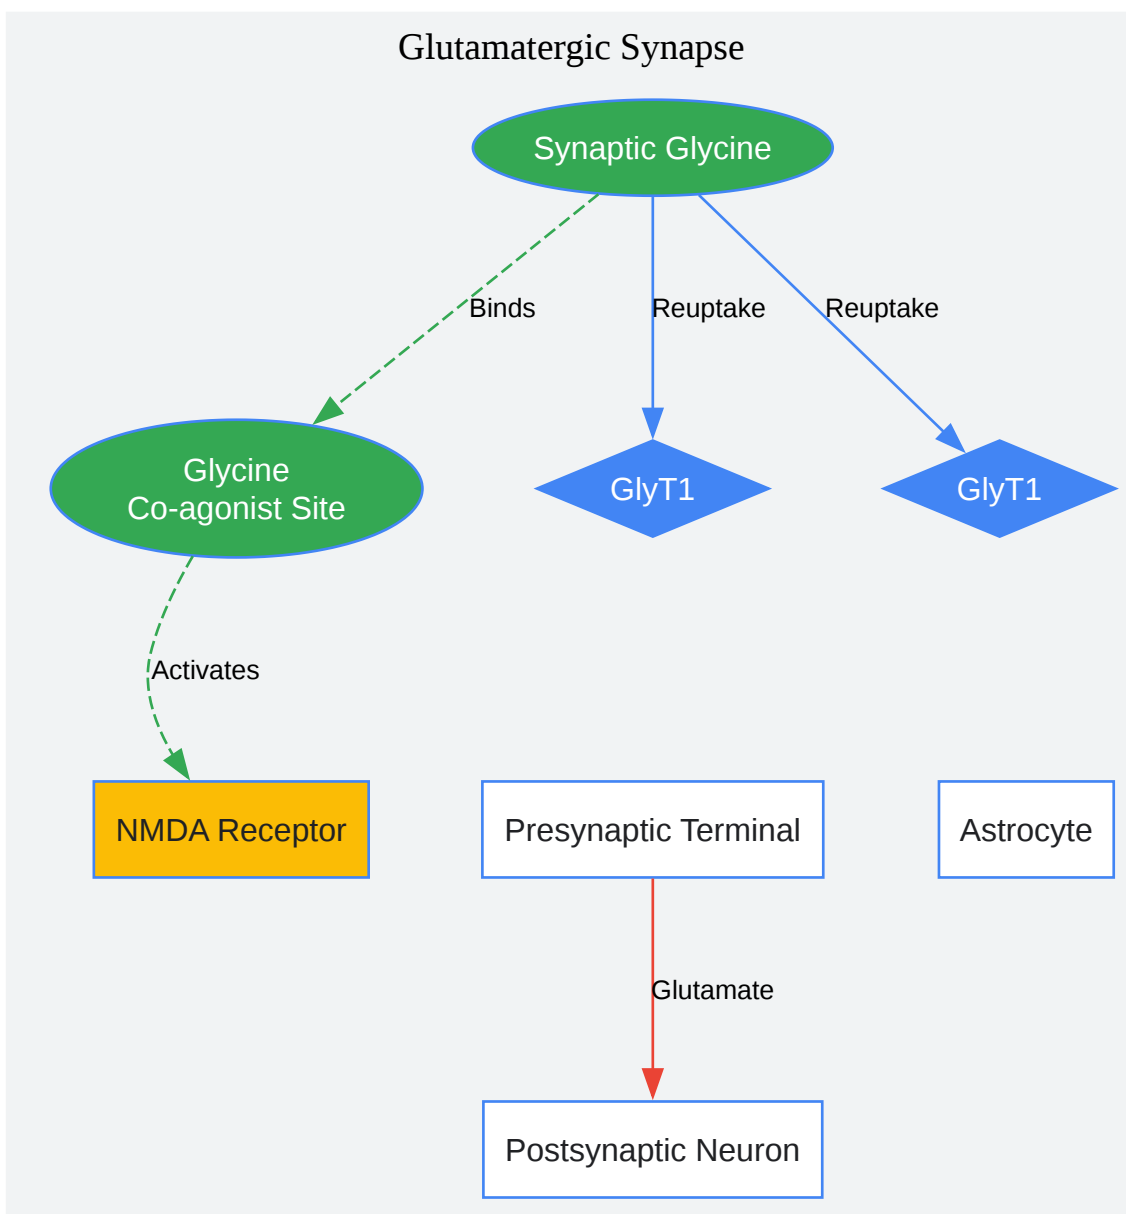 Glutamatergic Synapse
Synaptic Glycine
Binds
Reuptake
Reuptake
Glycine
Co-agonist Site
GlyT1
GlyT1
Activates
NMDA Receptor
Presynaptic Terminal
Astrocyte
Glutamate
Postsynaptic Neuron